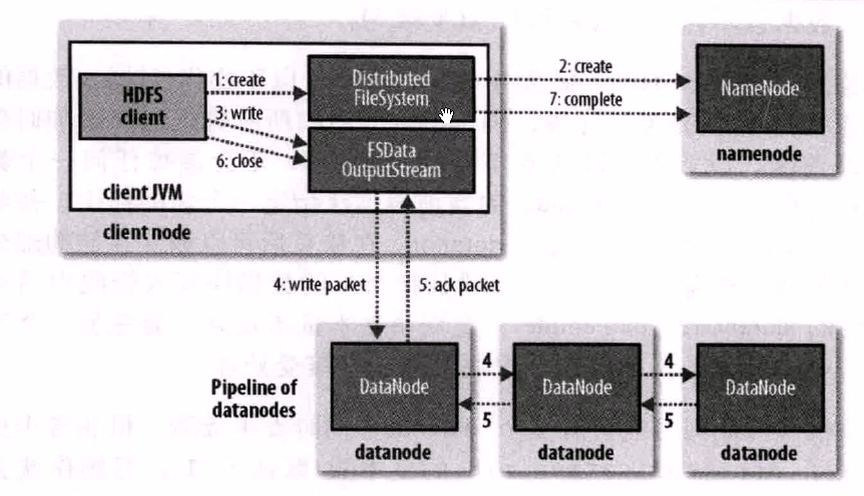 HDFS
client
1: create
3: write
6: close
Distributed
FileSystem
FSData
OutputStream
client JVM
client node
2: create
7: complete
NameNode
namenode
4: write packet
5: ack packet
Pipeline of
datanodes
DataNode
datanode
4
5
DataNode
datanode
4
5
DataNode
datanode